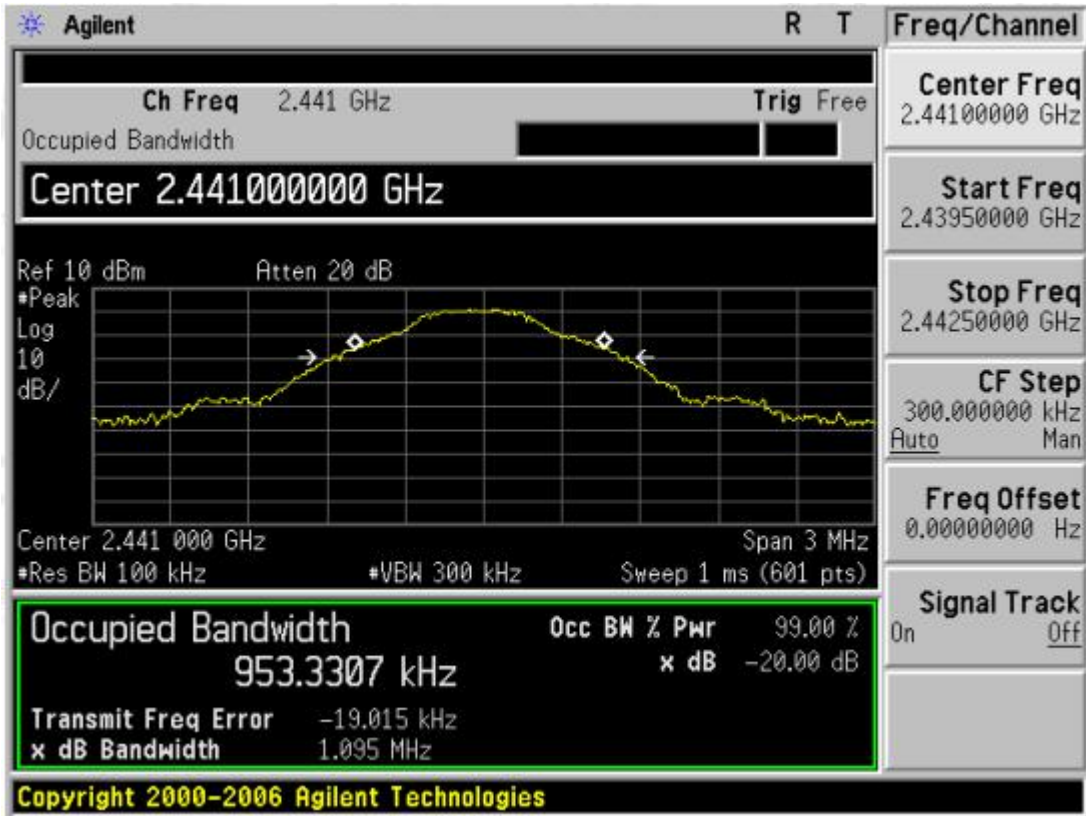 Agilent R T
Freq/Channel
Ch Freq 2.441 GHz Trig Free
Occupied Bandwidth
Center 2.441000000 GHz
Ref 10 dBm Atten 20 dB
#Peak
Log
10
dB/
Center 2.441 000 GHz Span 3 MHz
#Res BW 100 kHz #VBW 300 kHz Sweep 1 ms (601 pts)
Occupied Bandwidth
953.3307 kHz
Occ BW % Pwr 99.00 %
x dB -20.00 dB
Transmit Freq Error -19.015 kHz
x dB Bandwidth 1.095 MHz
Center Freq
2.44100000 GHz
Start Freq
2.43950000 GHz
Stop Freq
2.44250000 GHz
CF Step
300.000000 kHz
Auto Man
Freq Offset
0.00000000 Hz
Signal Track
On Off
Copyright 2000-2006 Agilent Technologies